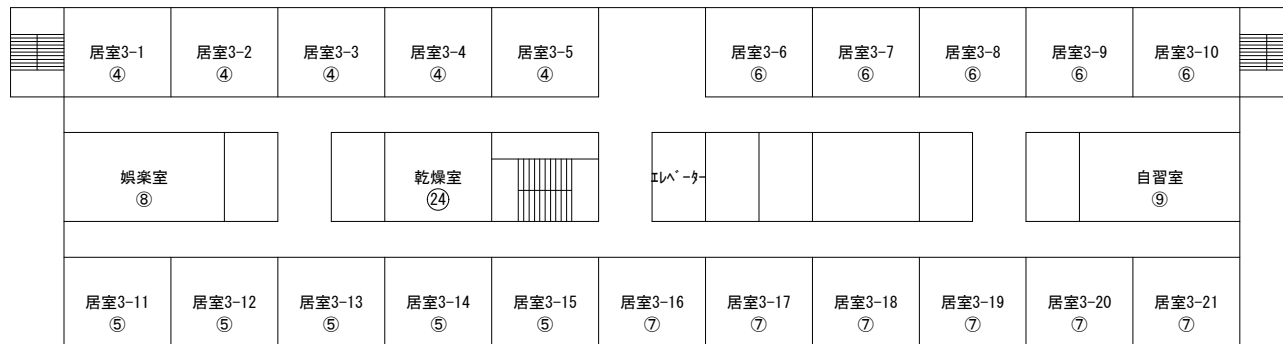 居室3-1 居室3-2 居室3-3 居室3-4 居室3-5 居室3-6 居室3-7 居室3-8 居室3-9 居室3-10
④ ④ ④ ④ ④ ⑥ ⑥ ⑥ ⑥ ⑥
娯楽室 乾燥室 ｴﾚﾍﾞｰﾀｰ 自習室
⑧ ㉔ ⑨
居室3-11 居室3-12 居室3-13 居室3-14 居室3-15 居室3-16 居室3-17 居室3-18 居室3-19 居室3-20 居室3-21
⑤ ⑤ ⑤ ⑤ ⑤ ⑦ ⑦ ⑦ ⑦ ⑦ ⑦